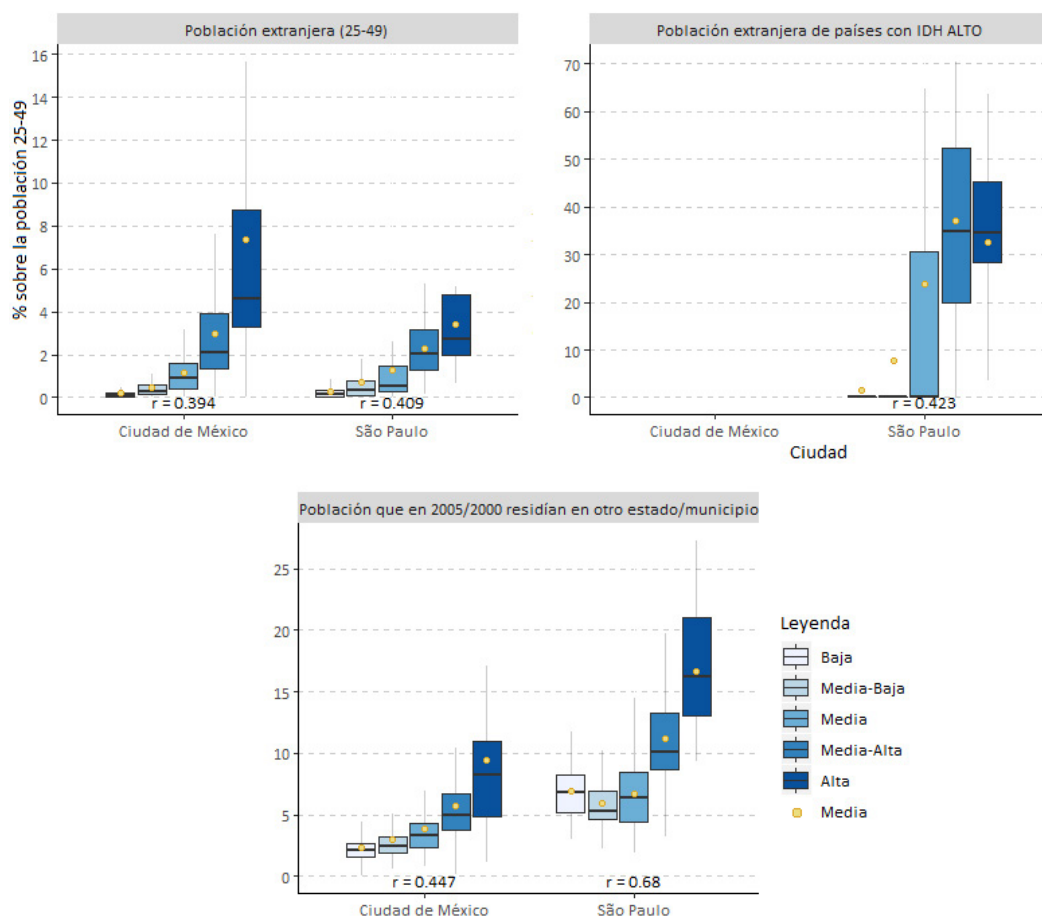 Población extranjera (25-49)
% sobre la población 25-49
16
14
12
10
8
6
4
2
0
r = 0.394
r = 0.409
Ciudad de México
São Paulo
Población extranjera de países con IDH ALTO
70
60
50
40
30
20
10
0
r = 0.423
Ciudad de México
São Paulo
Ciudad
Población que en 2005/2000 residían en otro estado/municipio
25
20
15
10
5
0
r = 0.447
r = 0.68
Ciudad de México
São Paulo
Leyenda
Baja
Media-Baja
Media
Media-Alta
Alta
Media